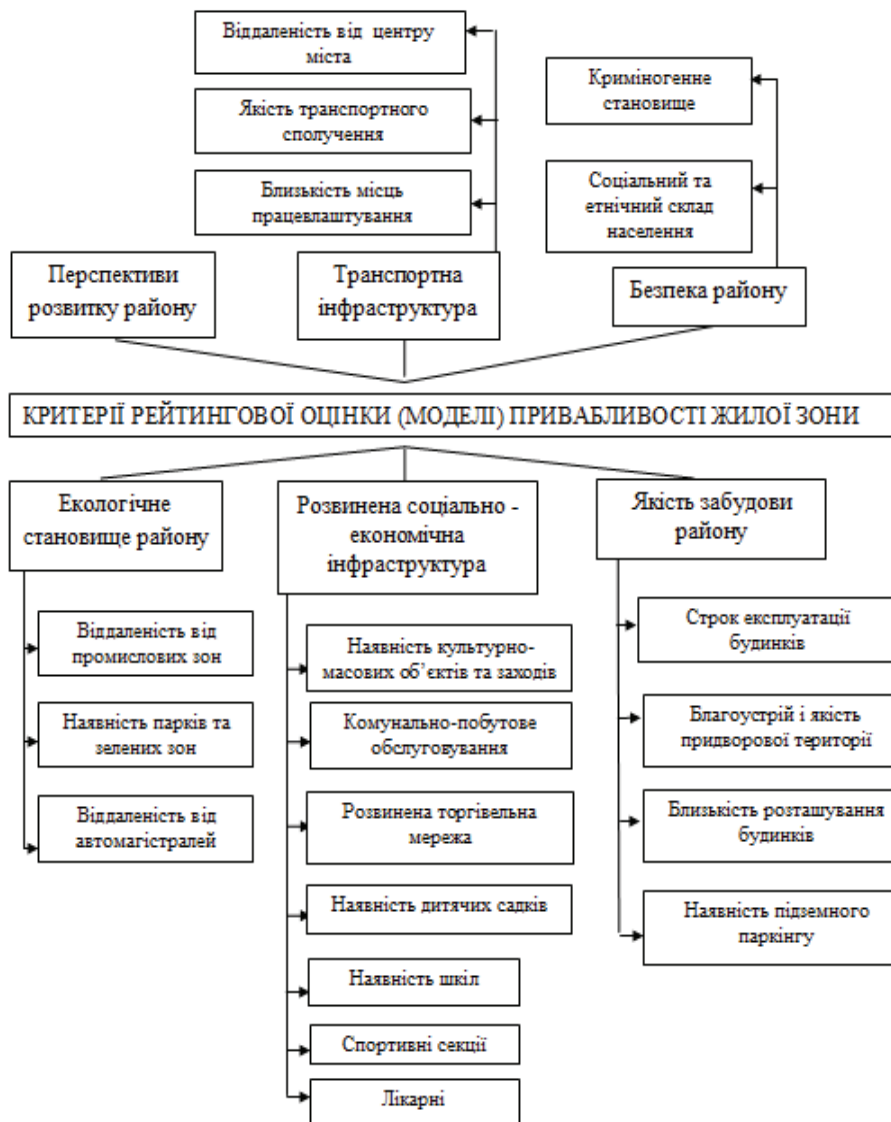 Віддаленість від центру
міста
Якість транспортного
сполучення
Близькість місць
працевлаштування
Криміногенне
становище
Соціальний та
етнічний склад
населення
Перспективи
розвитку району
Транспортна
інфраструктура
Безпека району
КРИТЕРІЇ РЕЙТИНГОВОЇ ОЦІНКИ (МОДЕЛІ) ПРИВАБЛИВОСТІ ЖИЛОЇ ЗОНИ
Екологічне
становище району
Віддаленість від
промислових зон
Наявність парків та
зелених зон
Віддаленість від
автомагістралей
Розвинена соціально -
економічна
інфраструктура
Наявність культурно-
масових об’єктів та заходів
Комунально-побутове
обслуговування
Розвинена торгівельна
мережа
Наявність дитячих садків
Наявність шкіл
Спортивні секції
Лікарні
Якість забудови
району
Строк експлуатації
будинків
Благоустрій і якість
придворової території
Близькість розташування
будинків
Наявність підземного
паркінгу